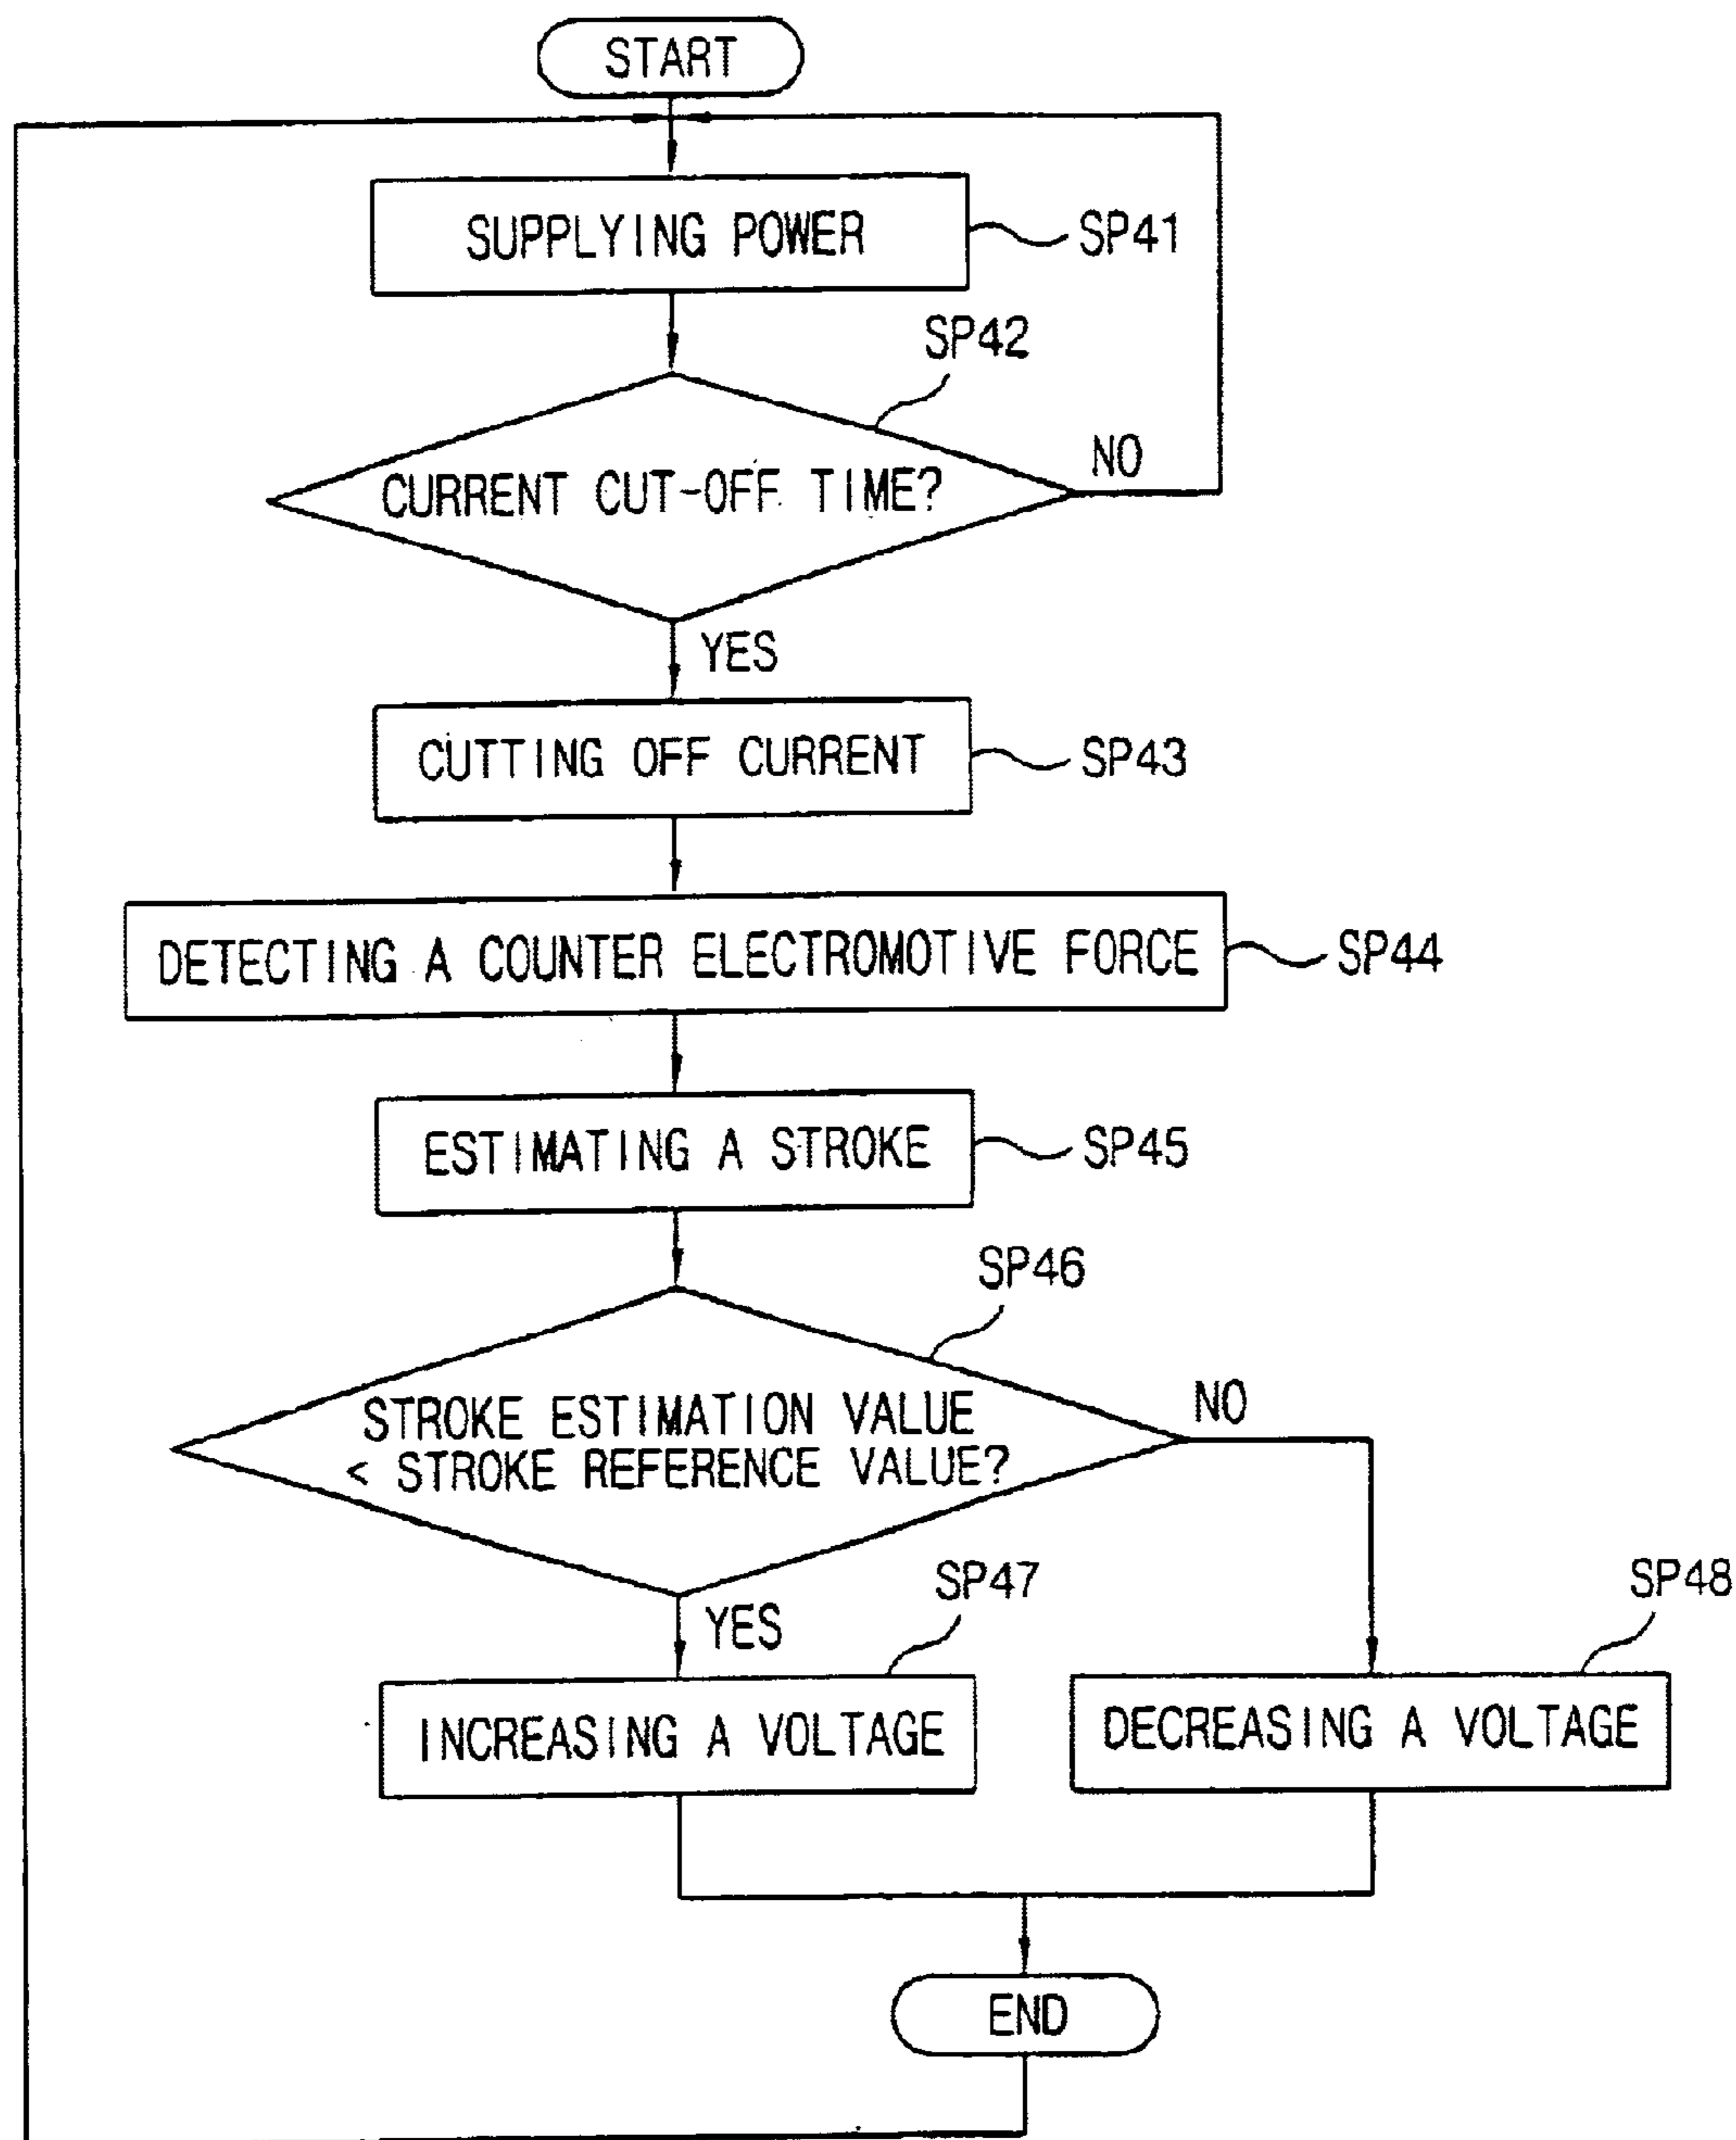 START
SUPPLYING POWER
SP41
SP42
CURRENT CUT-OFF TIME?
NO
YES
CUTTING OFF CURRENT
SP43
DETECTING A COUNTER ELECTROMOTIVE FORCE
SP44
ESTIMATING A STROKE
SP45
SP46
STROKE ESTIMATION VALUE
< STROKE REFERENCE VALUE?
NO
YES
SP47
SP48
INCREASING A VOLTAGE
DECREASING A VOLTAGE
END